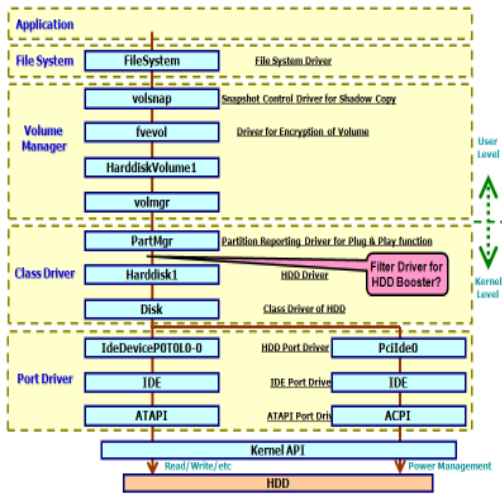 Application
File System
FileSystem
File System Driver
volsnap
Snapshot Control Driver for Shadow Copy
Volume
Manager
fvevol
Driver for Encryption of Volume
HarddiskVolume1
volmgr
User
Level
PartMgr
Partition Reporting Driver for Plug & Play function
Class Driver
Harddisk1
HDD Driver
Filter Driver for
HDD Booster?
Kernel
Level
Disk
Class Driver of HDD
IdeDeviceP0T0L0-0
HDD Port Driver
PciIde0
Port Driver
IDE
IDE Port Drive
IDE
ATAPI
ATAPI Port Driv
ACPI
Kernel API
Read/Write/etc
Power Management
HDD